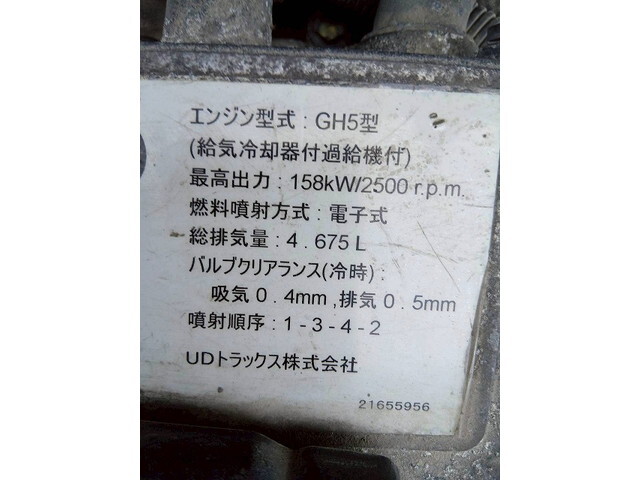 エンジン型式 : GH5型
(給気冷却器付過給機付)
最高出力 : 158kW/2500 r.p.m.
燃料噴射方式 : 電子式
総排気量 : 4 . 675 L
バルブクリアランス(冷時) :
吸気 0 . 4mm , 排気 0 . 5mm
噴射順序 : 1 - 3 - 4 - 2
UDトラックス株式会社
21655956